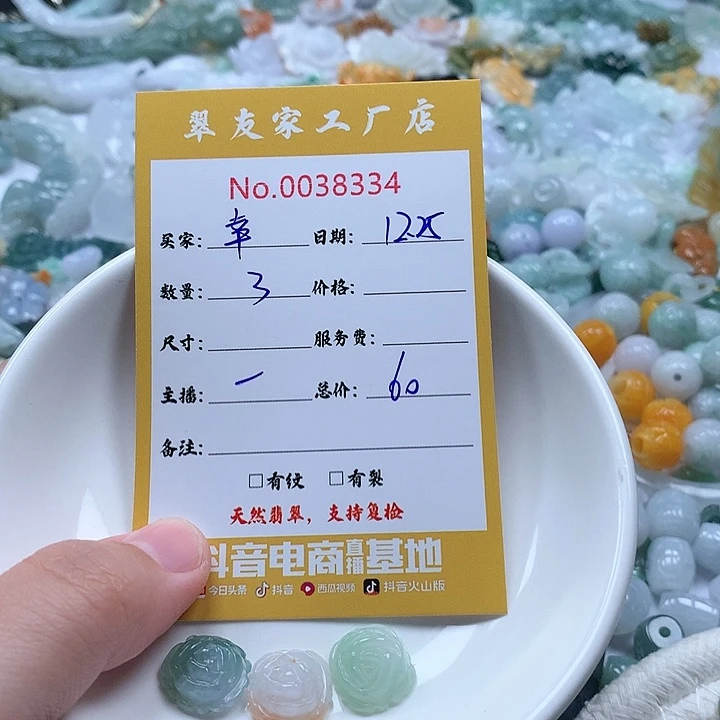 翠友家工厂店
No.0038334
买家: 幸 日期: 12.25
数量: 3 价格:
尺寸: 服务费:
主播: 一 总价: 60
备注:
□有纹 □有裂
天然翡翠，支持复检
抖音电商直播基地
今日头条 抖音 西瓜视频 抖音火山版